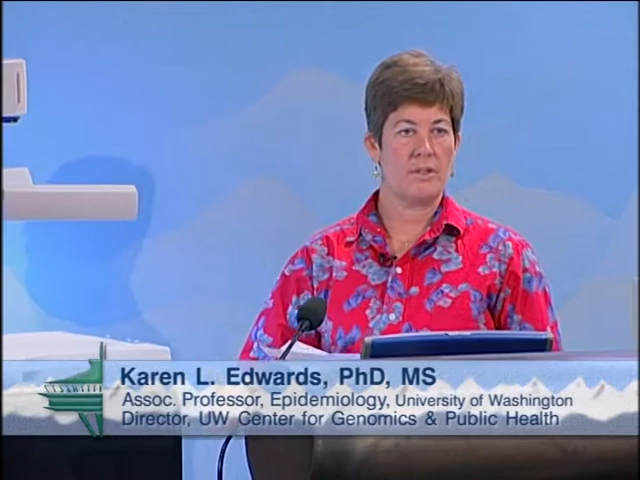 Karen L. Edwards, PhD, MS
Assoc. Professor, Epidemiology, University of Washington
Director, UW Center for Genomics & Public Health